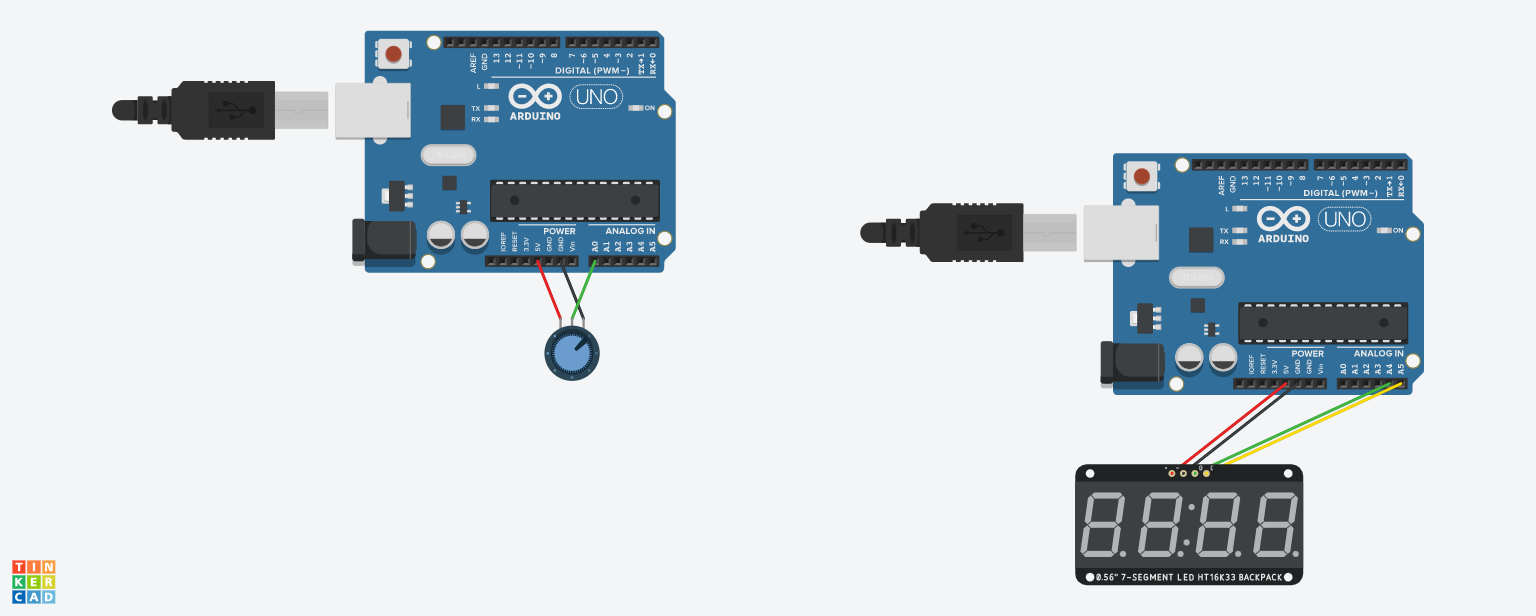 AREF
GND
13
12
~11
~10
~9
8
7
~6
~5
4
~3
2
TX→1
RX←0
DIGITAL (PWM~)
L
TX
RX
UNO
ON
ARDUINO
POWER
ANALOG IN
IOREF
RESET
3.3V
5V
GND
GND
Vin
A0
A1
A2
A3
A4
A5
AREF
GND
13
12
~11
~10
~9
8
7
~6
~5
4
~3
2
TX→1
RX←0
DIGITAL (PWM~)
L
TX
RX
UNO
ON
ARDUINO
POWER
ANALOG IN
IOREF
RESET
3.3V
5V
GND
GND
Vin
A0
A1
A2
A3
A4
A5
0.56" 7-SEGMENT LED HT16K33 BACKPACK
TIN
KER
CAD